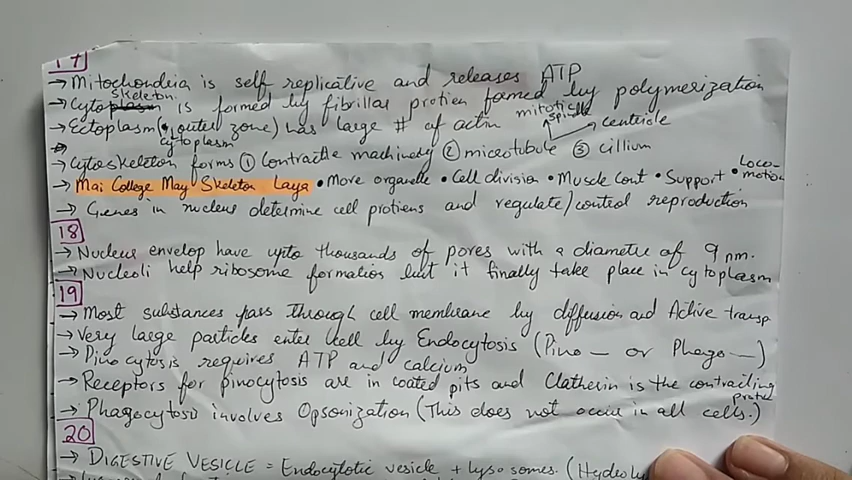 17
→ Mitochondria is self replicative and releases ATP
→ Cytoskeleton is formed by fibrillar protien formed by polymerization
→ Ectoplasm (outer zone) has large # of actin mitotic spindle centriole
cytoplasm
→ Cytoskeleton forms ① Contractile machinery ② microtubule ③ cillium
→ Mai College May Skeleton Laya • Move organelle • Cell division • Muscle Cont • Support • Locomotion
→ Genes in nucleus determine cell protiens and regulate/control reproduction
18
→ Nucleus envelop have upto thousands of pores with a diameter of 9 nm.
→ Nucleoli help ribosome formation but it finally take place in cytoplasm
19
→ Most substances pass through cell membrane by diffusion and Active transp
→ Very large particles enter cell by Endocytosis (Pino — or Phago —)
→ Pinocytosis requires ATP and calcium
→ Receptors for pinocytosis are in coated pits and Clatherin is the contracting protei
→ Phagocytosis involves Opsonization (This does not occur in all cells.)
20
→ DIGESTIVE VESICLE = Endocytotic vesicle + lysosomes. (Hydroly